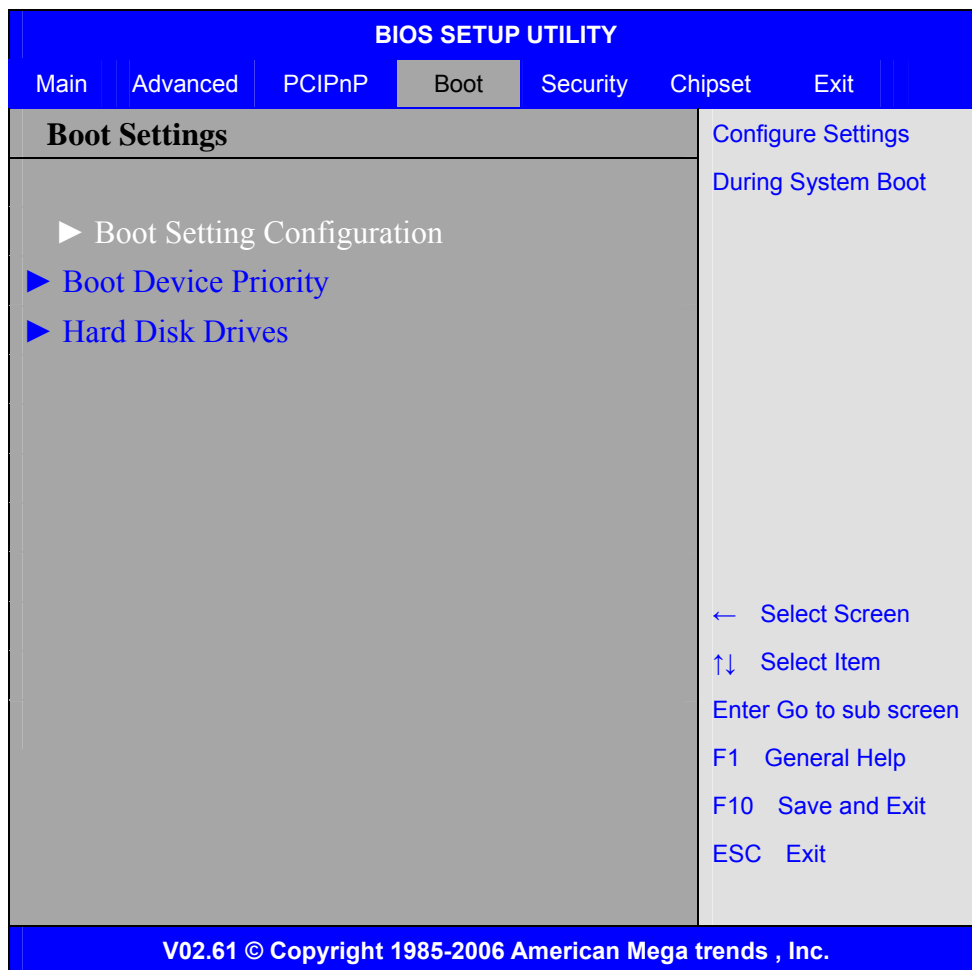 BIOS SETUP UTILITY
Main Advanced PCIPnP Boot Security Chipset Exit
Boot Settings
► Boot Setting Configuration
► Boot Device Priority
► Hard Disk Drives
Configure Settings
During System Boot
← Select Screen
↑↓ Select Item
Enter Go to sub screen
F1 General Help
F10 Save and Exit
ESC Exit
V02.61 © Copyright 1985-2006 American Mega trends , Inc.